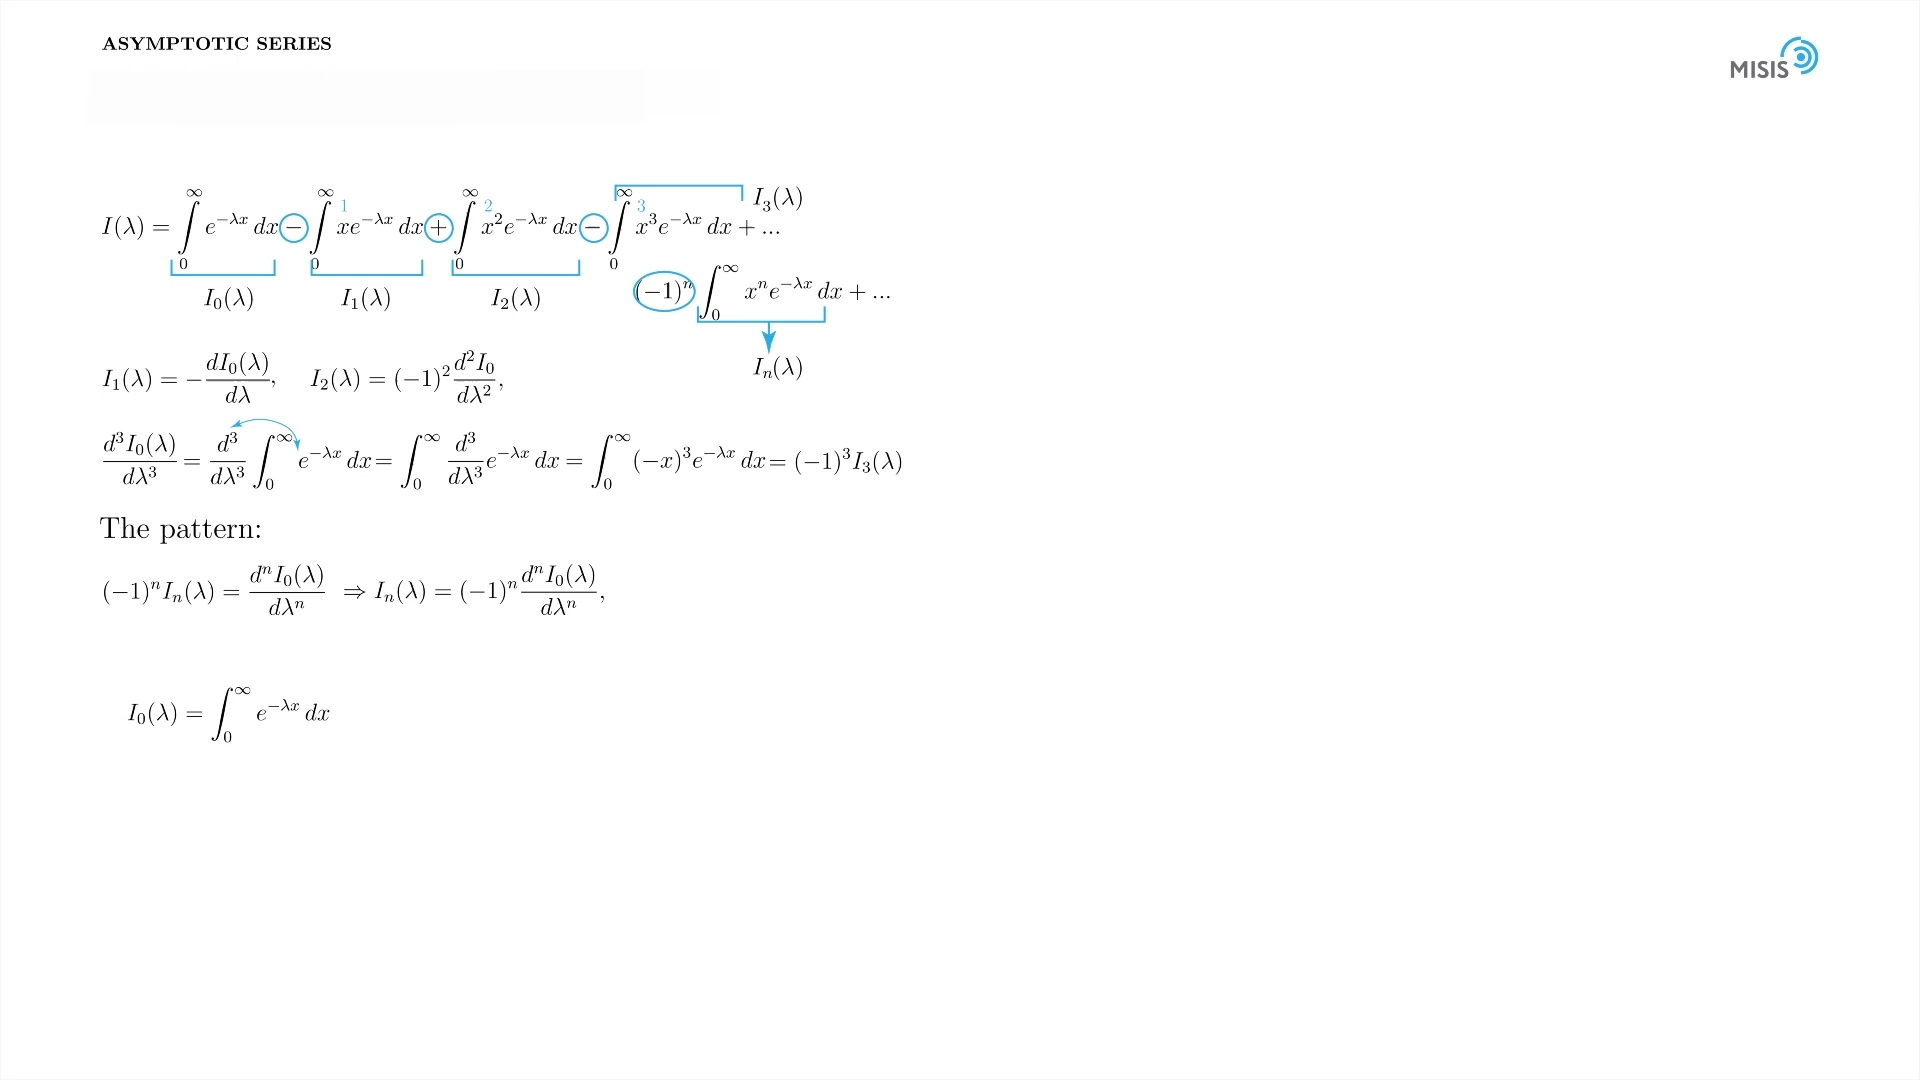 ASYMPTOTIC SERIES
MISIS
I(λ) = ∫₀^∞ e^{−λx} dx − ∫₀^∞ xe^{−λx} dx + ∫₀^∞ x²e^{−λx} dx − ∫₀^∞ x³e^{−λx} dx + ...
1 2 3
I₃(λ)
I₀(λ) I₁(λ) I₂(λ)
(−1)ⁿ ∫₀^∞ xⁿe^{−λx} dx + ...
Iₙ(λ)
I₁(λ) = −dI₀(λ)/dλ, I₂(λ) = (−1)² d²I₀/dλ²,
d³I₀(λ)/dλ³ = d³/dλ³ ∫₀^∞ e^{−λx} dx = ∫₀^∞ d³/dλ³ e^{−λx} dx = ∫₀^∞ (−x)³e^{−λx} dx = (−1)³I₃(λ)
The pattern:
(−1)ⁿIₙ(λ) = dⁿI₀(λ)/dλⁿ ⇒ Iₙ(λ) = (−1)ⁿ dⁿI₀(λ)/dλⁿ,
I₀(λ) = ∫₀^∞ e^{−λx} dx